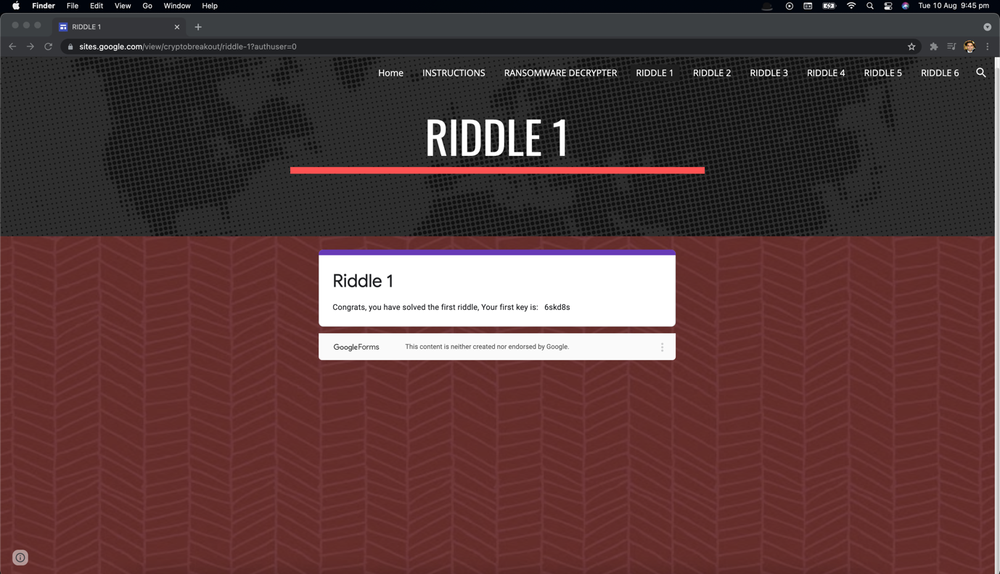 Finder File Edit View Go Window Help Tue 10 Aug 9:45 pm
RIDDLE 1
sites.google.com/view/cryptobreakout/riddle-1?authuser=0
Home INSTRUCTIONS RANSOMWARE DECRYPTER RIDDLE 1 RIDDLE 2 RIDDLE 3 RIDDLE 4 RIDDLE 5 RIDDLE 6
RIDDLE 1
Riddle 1
Congrats, you have solved the first riddle, Your first key is: 6skd8s
Google Forms This content is neither created nor endorsed by Google.